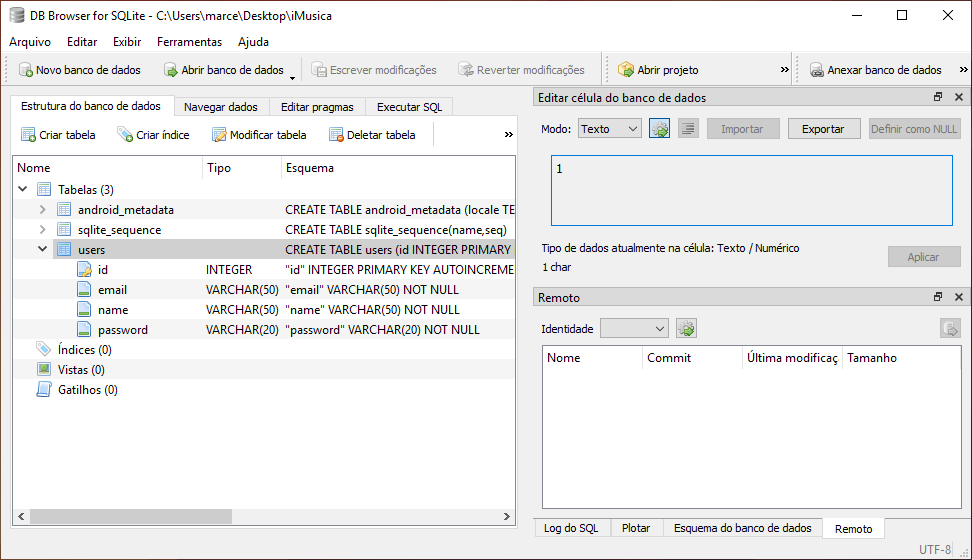 DB Browser for SQLite - C:\Users\marce\Desktop\iMusica
Arquivo Editar Exibir Ferramentas Ajuda
Novo banco de dados Abrir banco de dados Escrever modificações Reverter modificações Abrir projeto » Anexar banco de dados »
Estrutura do banco de dados Navegar dados Editar pragmas Executar SQL
Criar tabela Criar índice Modificar tabela Deletar tabela »
Nome Tipo Esquema
Tabelas (3)
android_metadata CREATE TABLE android_metadata (locale TE
sqlite_sequence CREATE TABLE sqlite_sequence(name,seq)
users CREATE TABLE users (id INTEGER PRIMARY
id INTEGER "id" INTEGER PRIMARY KEY AUTOINCREME
email VARCHAR(50) "email" VARCHAR(50) NOT NULL
name VARCHAR(50) "name" VARCHAR(50) NOT NULL
password VARCHAR(20) "password" VARCHAR(20) NOT NULL
Índices (0)
Vistas (0)
Gatilhos (0)
Editar célula do banco de dados
Modo: Texto Importar Exportar Definir como NULL
1
Tipo de dados atualmente na célula: Texto / Numérico
1 char
Aplicar
Remoto
Identidade
Nome Commit Última modificaç Tamanho
Log do SQL Plotar Esquema do banco de dados Remoto
UTF-8